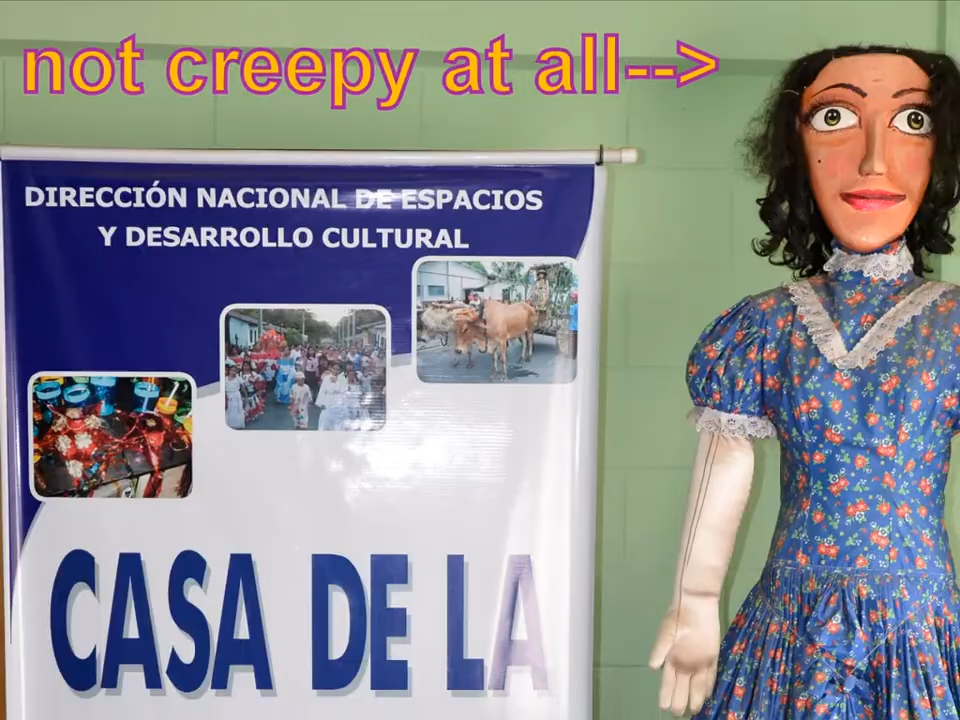 not creepy at all-->
DIRECCIÓN NACIONAL DE ESPACIOS
Y DESARROLLO CULTURAL
CASA DE LA